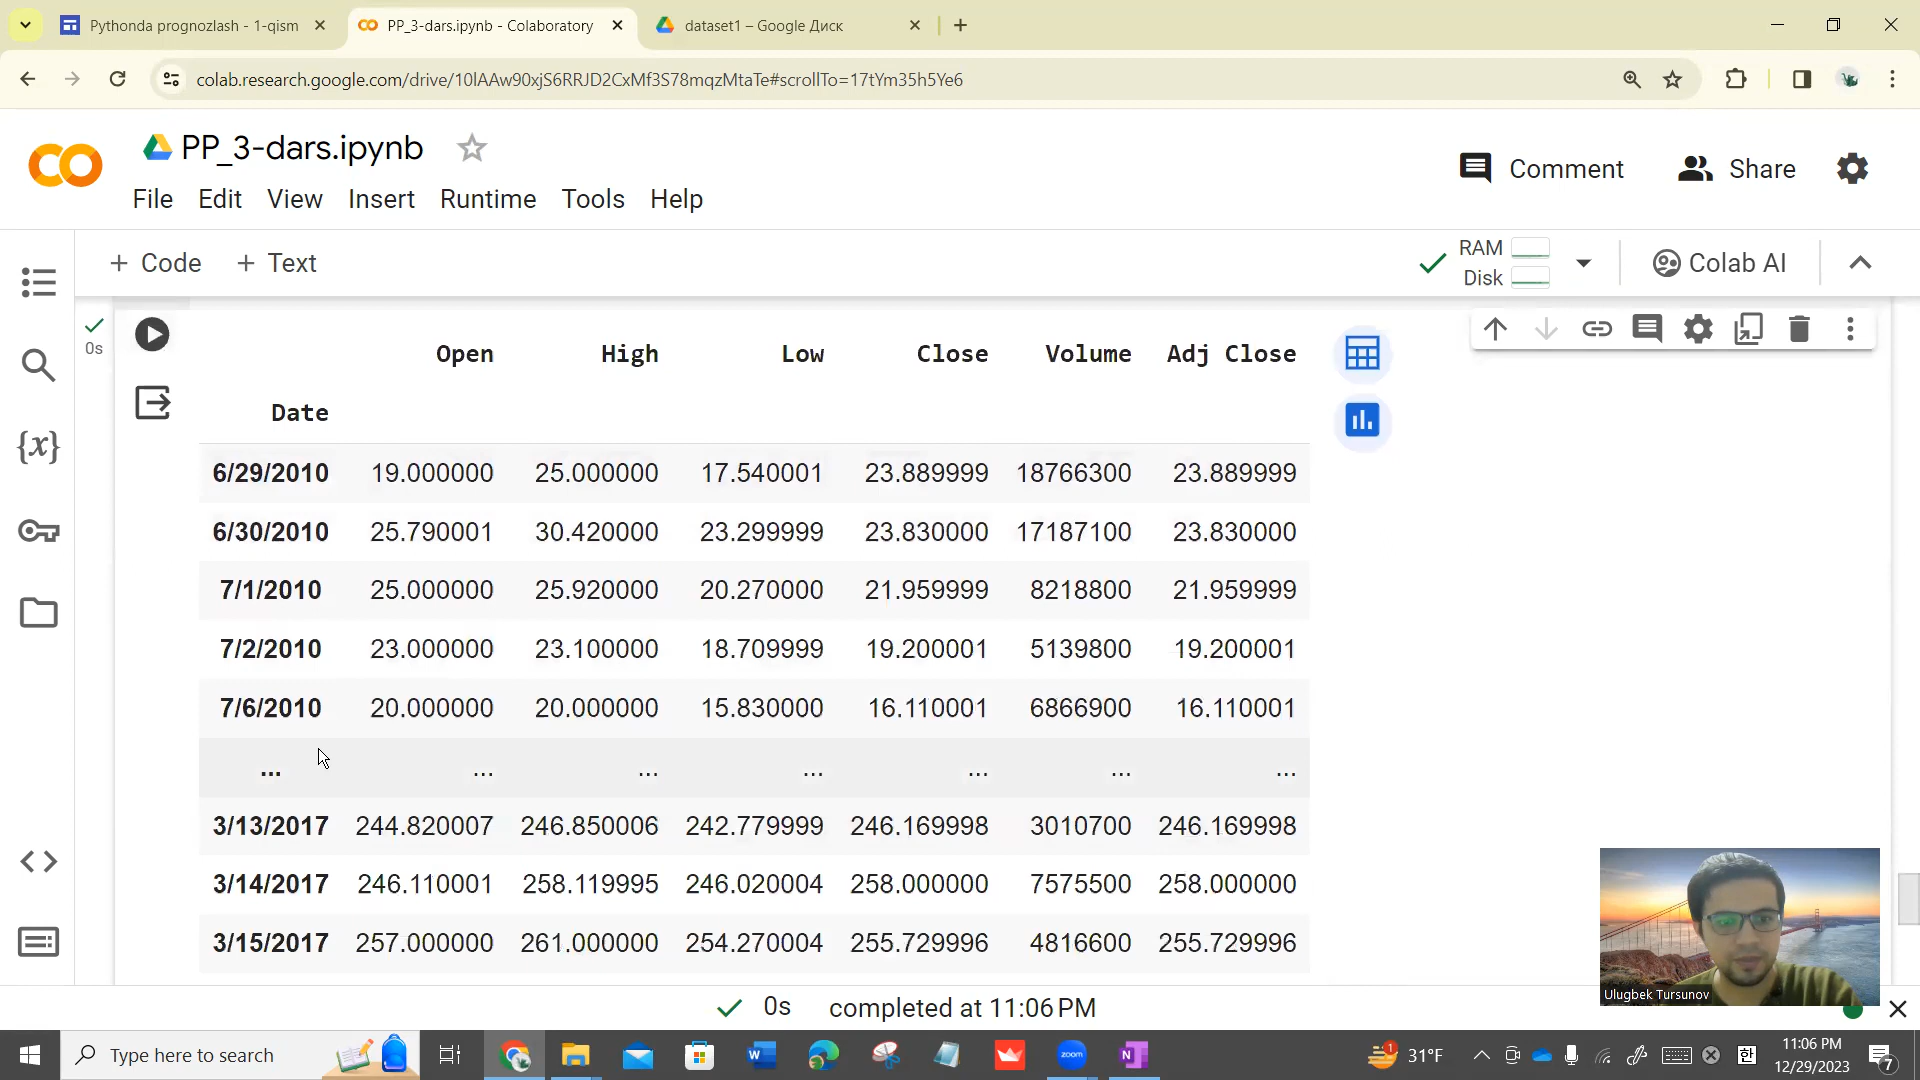 Pythonda prognozlash - 1-qism
PP_3-dars.ipynb - Colaboratory
dataset1 – Google Диск
colab.research.google.com/drive/10lAAw90xjS6RRJD2CxMf3S78mqzMtaTe#scrollTo=17tYm35h5Ye6
PP_3-dars.ipynb
Comment
Share
File Edit View Insert Runtime Tools Help
+ Code + Text
RAM
Disk
Colab AI
0s
Open High Low Close Volume Adj Close
Date
6/29/2010 19.000000 25.000000 17.540001 23.889999 18766300 23.889999
6/30/2010 25.790001 30.420000 23.299999 23.830000 17187100 23.830000
7/1/2010 25.000000 25.920000 20.270000 21.959999 8218800 21.959999
7/2/2010 23.000000 23.100000 18.709999 19.200001 5139800 19.200001
7/6/2010 20.000000 20.000000 15.830000 16.110001 6866900 16.110001
... ... ... ... ... ... ...
3/13/2017 244.820007 246.850006 242.779999 246.169998 3010700 246.169998
3/14/2017 246.110001 258.119995 246.020004 258.000000 7575500 258.000000
3/15/2017 257.000000 261.000000 254.270004 255.729996 4816600 255.729996
Ulugbek Tursunov
0s completed at 11:06 PM
Type here to search
zoom
1
31°F
한
11:06 PM
12/29/2023
7